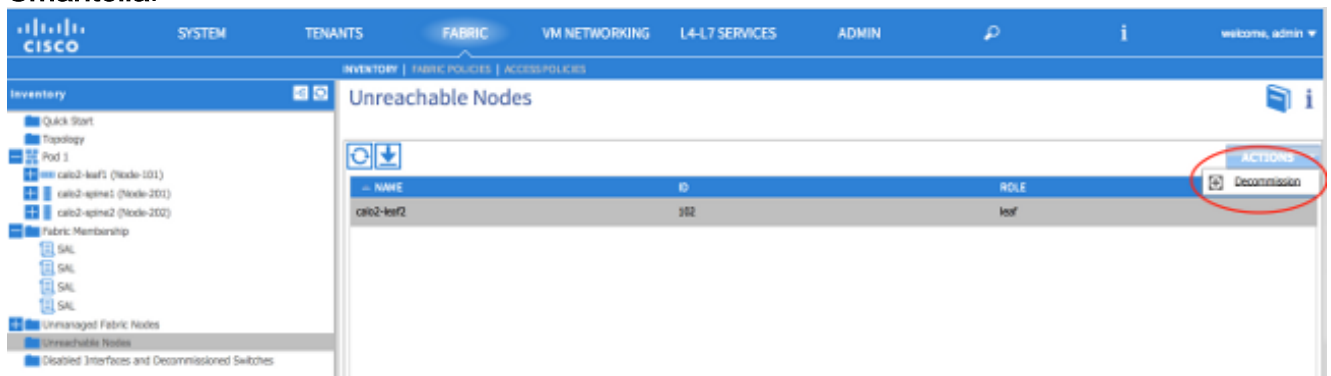 Smantella.
CISCO SYSTEM TENANTS FABRIC VM NETWORKING L4-L7 SERVICES ADMIN i welcome, admin
INVENTORY | FABRIC POLICIES | ACCESS POLICIES
Inventory
Quick Start
Topology
Pod 1
calo2-leaf1 (Node-101)
calo2-spine1 (Node-201)
calo2-spine2 (Node-202)
Fabric Membership
SAL
SAL
SAL
SAL
Unmanaged Fabric Nodes
Unreachable Nodes
Disabled Interfaces and Decommissioned Switches
Unreachable Nodes
i
ACTIONS
Decommission
NAME ID ROLE
calo2-leaf2 102 leaf